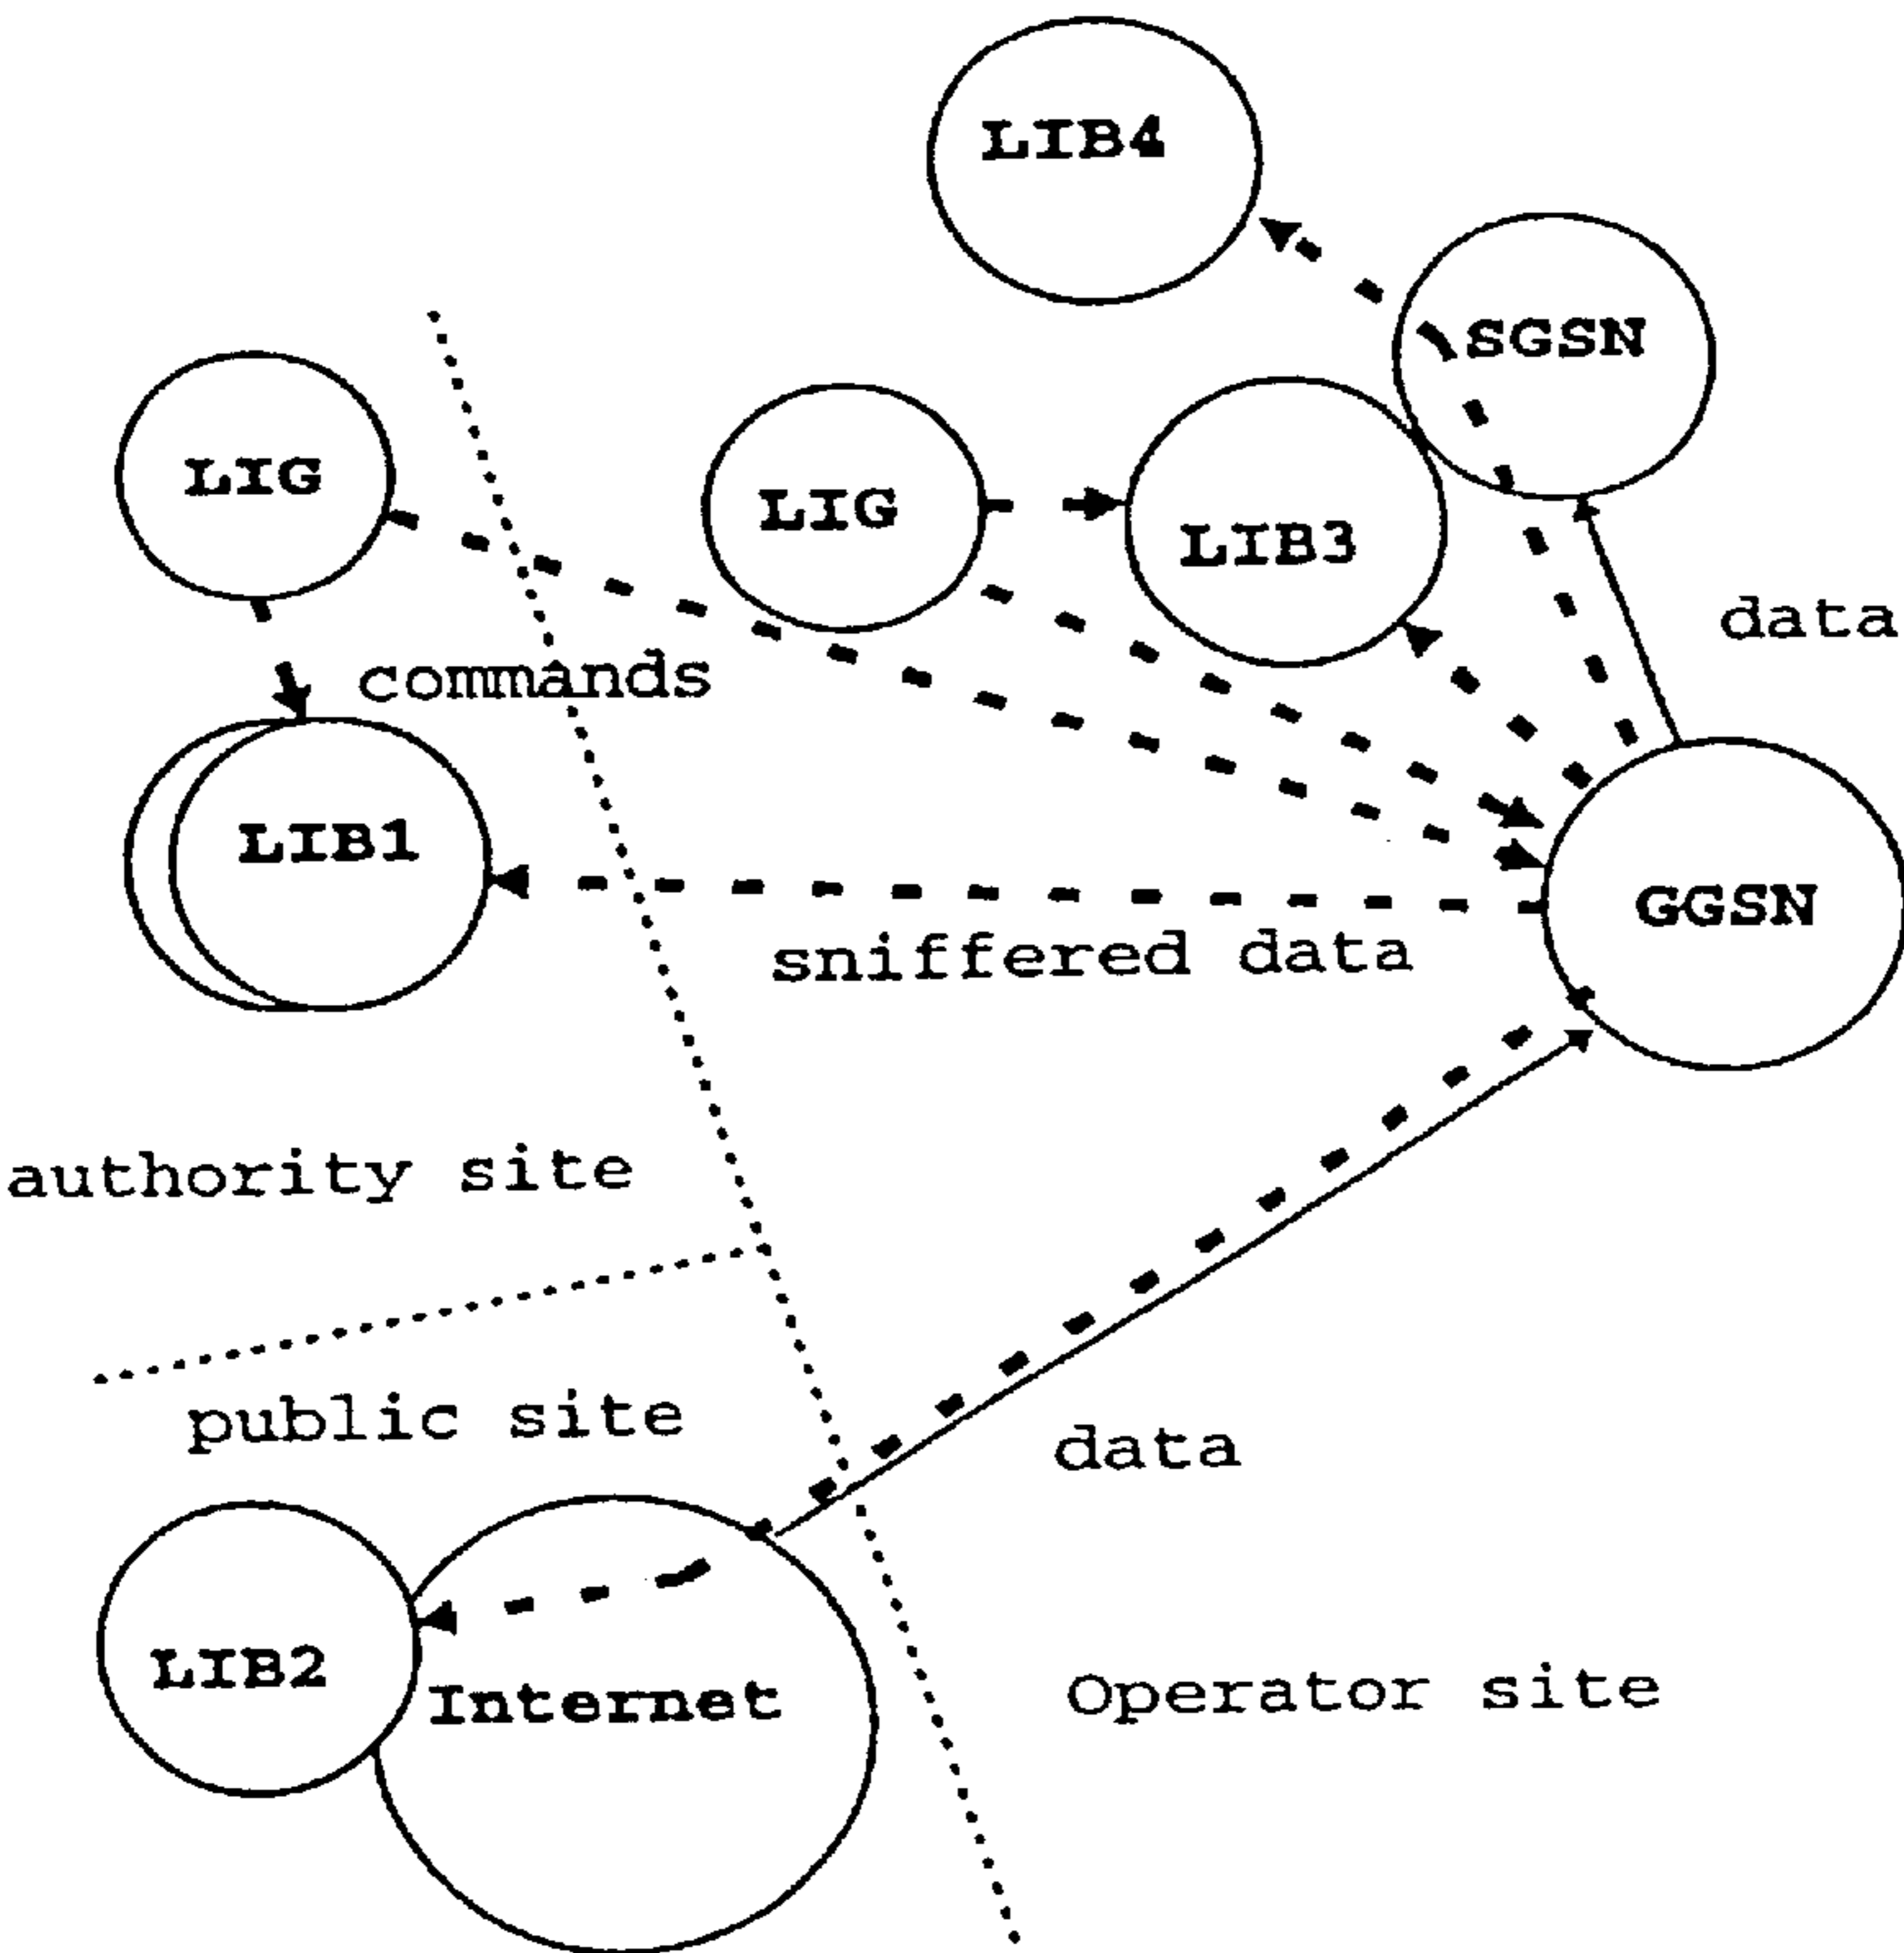 LIB4
SGSN
LIG
LIG
LIB3
data
commands
LIB1
GGSN
sniffered data
authority site
public site
data
LIB2
Internet
Operator site